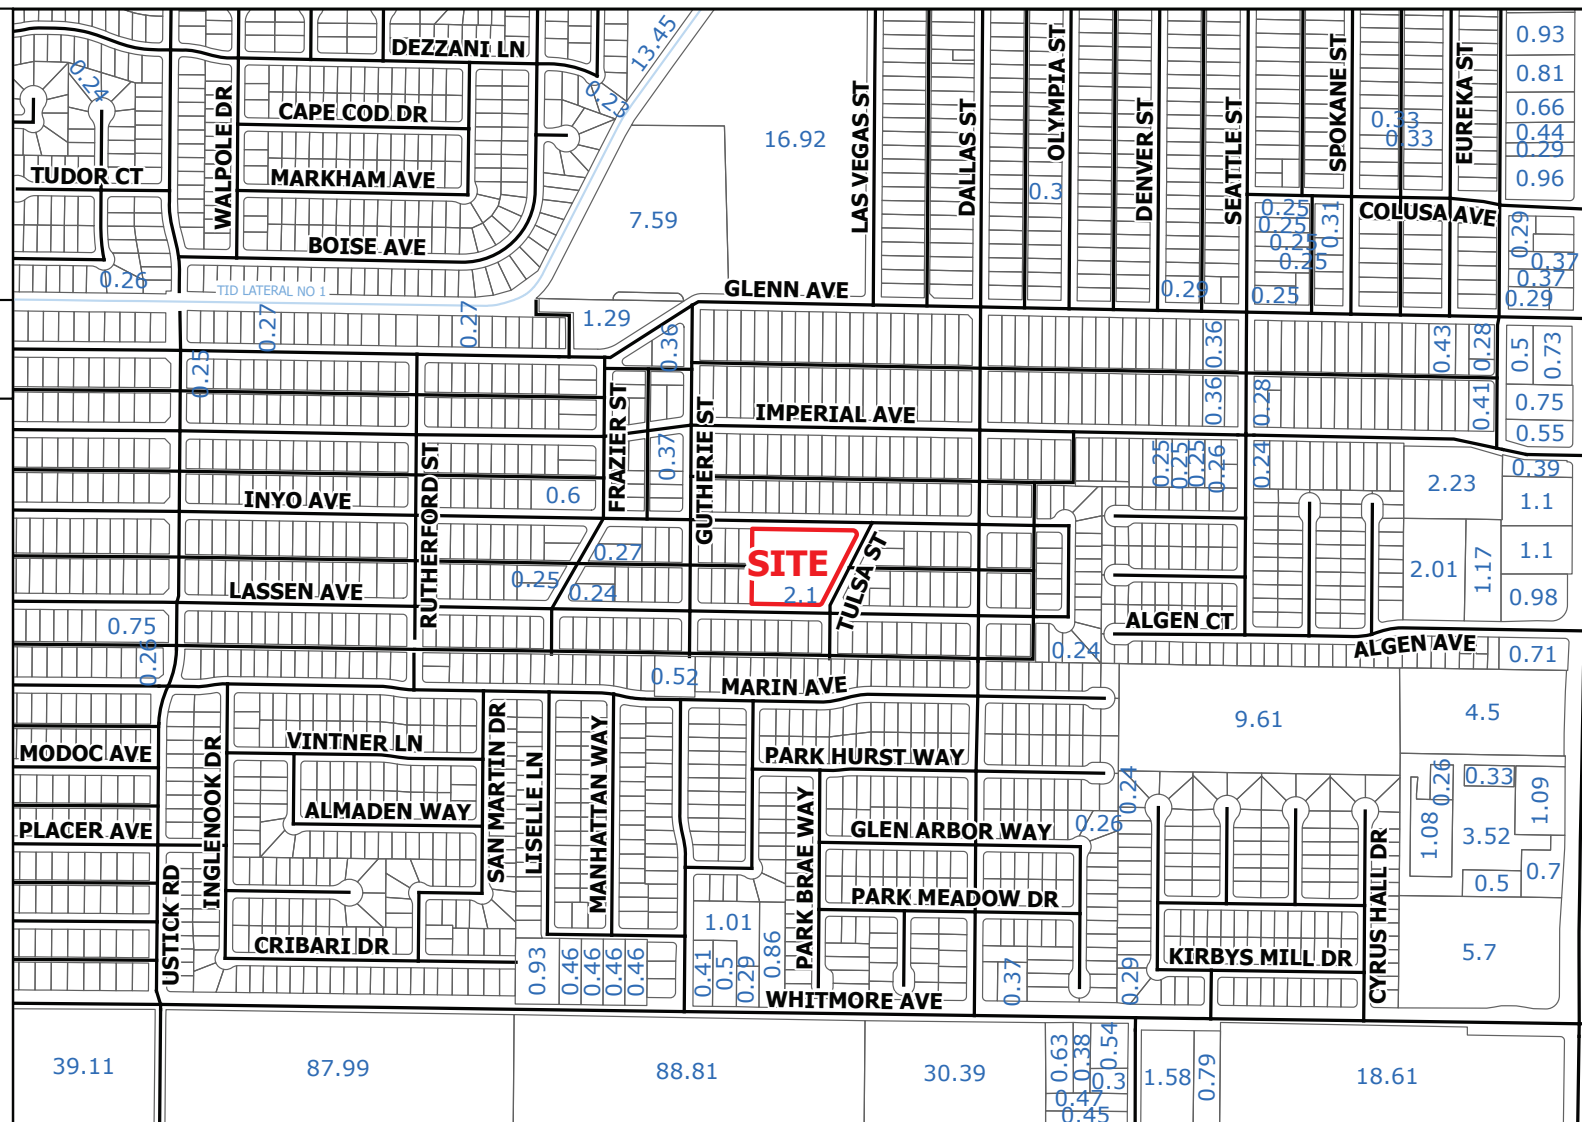 DEZZANI LN
13.45
0.93
0.24
WALPOLE DR
CAPE COD DR
0.23
16.92
LAS VEGAS ST
DALLAS ST
OLYMPIA ST
DENVER ST
SEATTLE ST
SPOKANE ST
0.33
0.33
EUREKA ST
0.81
0.66
0.44
0.29
0.96
TUDOR CT
MARKHAM AVE
0.3
7.59
BOISE AVE
0.25
0.25
0.25
0.25
0.31
COLUSA AVE
0.29
0.37
0.37
0.29
0.26
TID LATERAL NO 1
GLENN AVE
0.29
0.25
0.27
0.27
1.29
0.36
0.36
0.43
0.28
0.5
0.73
0.25
FRAZIER ST
GUTHERIE ST
IMPERIAL AVE
0.36
0.28
0.41
0.75
0.55
RUTHERFORD ST
0.37
0.25
0.25
0.25
0.26
0.24
2.23
0.39
1.1
INYO AVE
0.6
0.27
SITE
2.1
TULSA ST
2.01
1.17
1.1
0.98
LASSEN AVE
0.25
0.24
0.75
ALGEN CT
ALGEN AVE
0.26
0.24
0.71
0.52
MARIN AVE
9.61
4.5
MODOC AVE
VINTNER LN
SAN MARTIN DR
LISELLE LN
MANHATTAN WAY
PARK HURST WAY
INGLENOOK DR
ALMADEN WAY
0.24
0.26
0.33
1.09
PLACER AVE
PARK BRAE WAY
GLEN ARBOR WAY
0.26
CYRUS HALL DR
1.08
3.52
0.7
0.5
USTICK RD
PARK MEADOW DR
1.01
CRIBARI DR
0.93
0.46
0.46
0.46
0.46
0.41
0.5
0.29
0.86
0.37
0.29
KIRBYS MILL DR
5.7
WHITMORE AVE
39.11
87.99
88.81
30.39
0.63
0.38
0.54
0.3
0.47
0.45
1.58
0.79
18.61